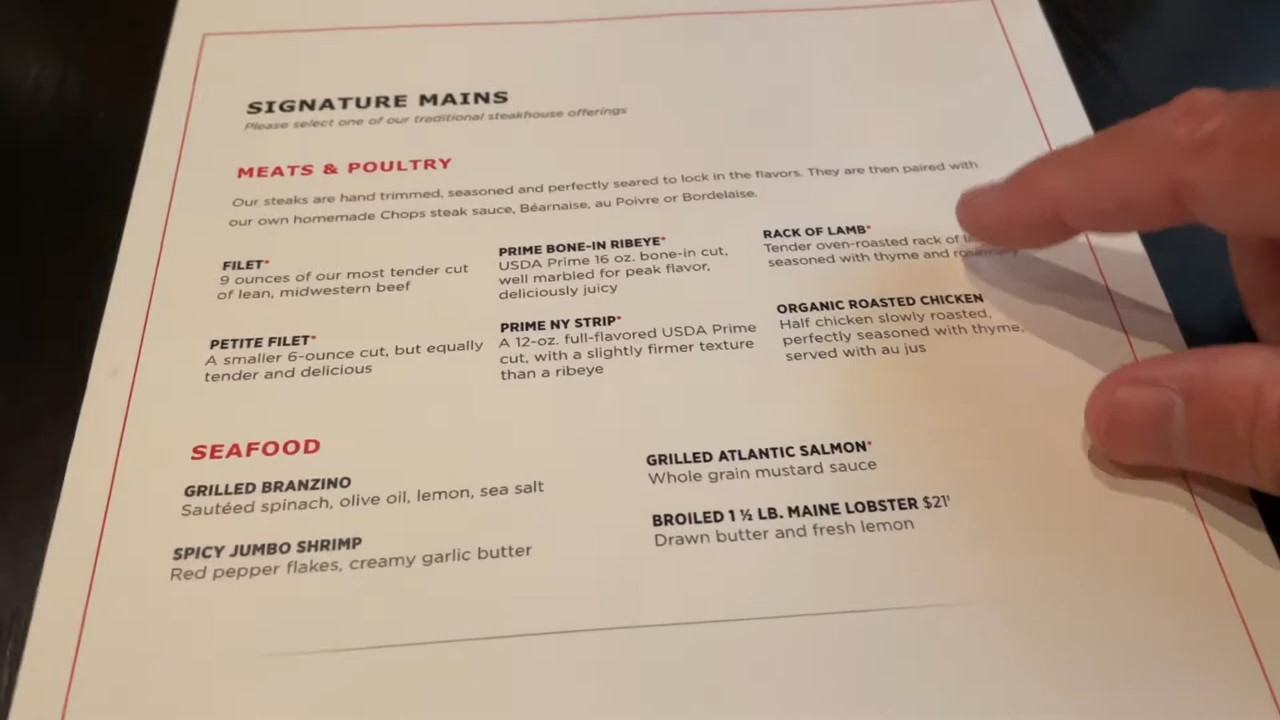 SIGNATURE MAINS
Please select one of our traditional steakhouse offerings
MEATS & POULTRY
Our steaks are hand trimmed, seasoned and perfectly seared to lock in the flavors. They are then paired with
our own homemade Chops steak sauce, Béarnaise, au Poivre or Bordelaise.
FILET*
9 ounces of our most tender cut
of lean, midwestern beef
PETITE FILET*
A smaller 6-ounce cut, but equally
tender and delicious
PRIME BONE-IN RIBEYE*
USDA Prime 16 oz. bone-in cut,
well marbled for peak flavor,
deliciously juicy
PRIME NY STRIP*
A 12-oz. full-flavored USDA Prime
cut, with a slightly firmer texture
than a ribeye
RACK OF LAMB*
Tender oven-roasted rack of
seasoned with thyme and rosemary
ORGANIC ROASTED CHICKEN
Half chicken slowly roasted,
perfectly seasoned with thyme,
served with au jus
SEAFOOD
GRILLED BRANZINO
Sautéed spinach, olive oil, lemon, sea salt
SPICY JUMBO SHRIMP
Red pepper flakes, creamy garlic butter
GRILLED ATLANTIC SALMON*
Whole grain mustard sauce
BROILED 1 ½ LB. MAINE LOBSTER $21†
Drawn butter and fresh lemon